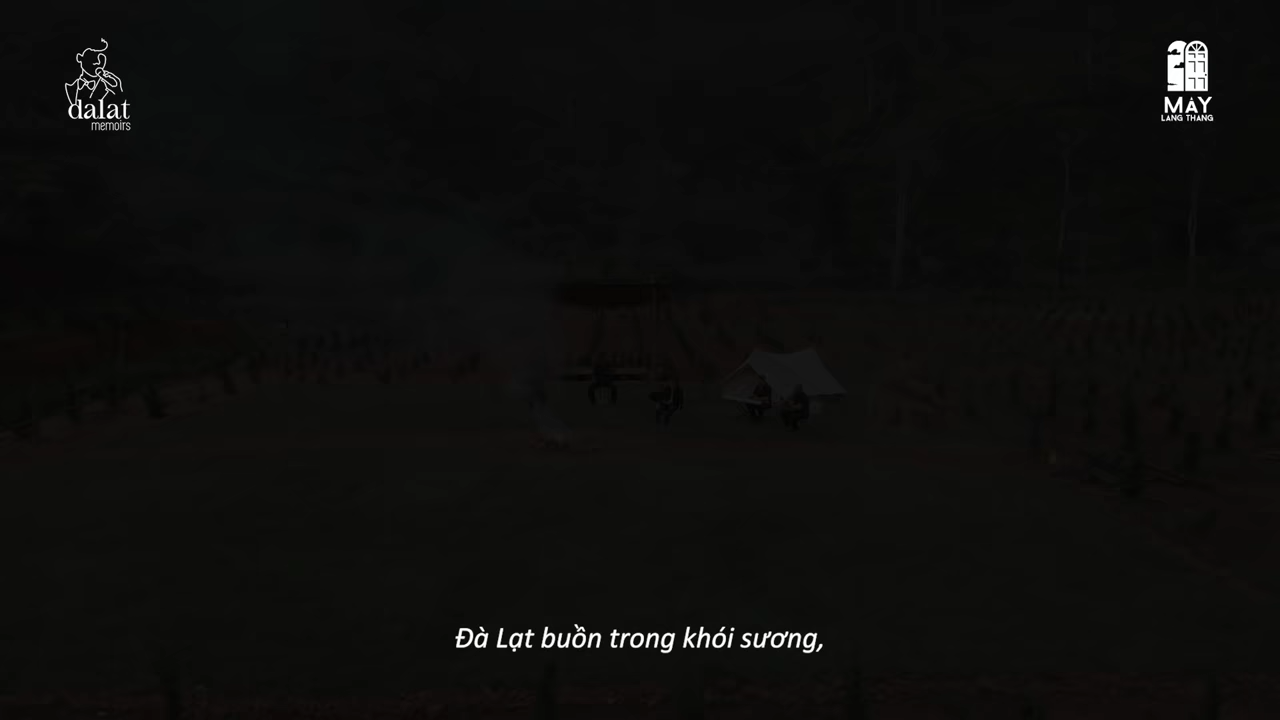 dalat
memoirs
MÂY
LANG THANG
Đà Lạt buồn trong khói sương,